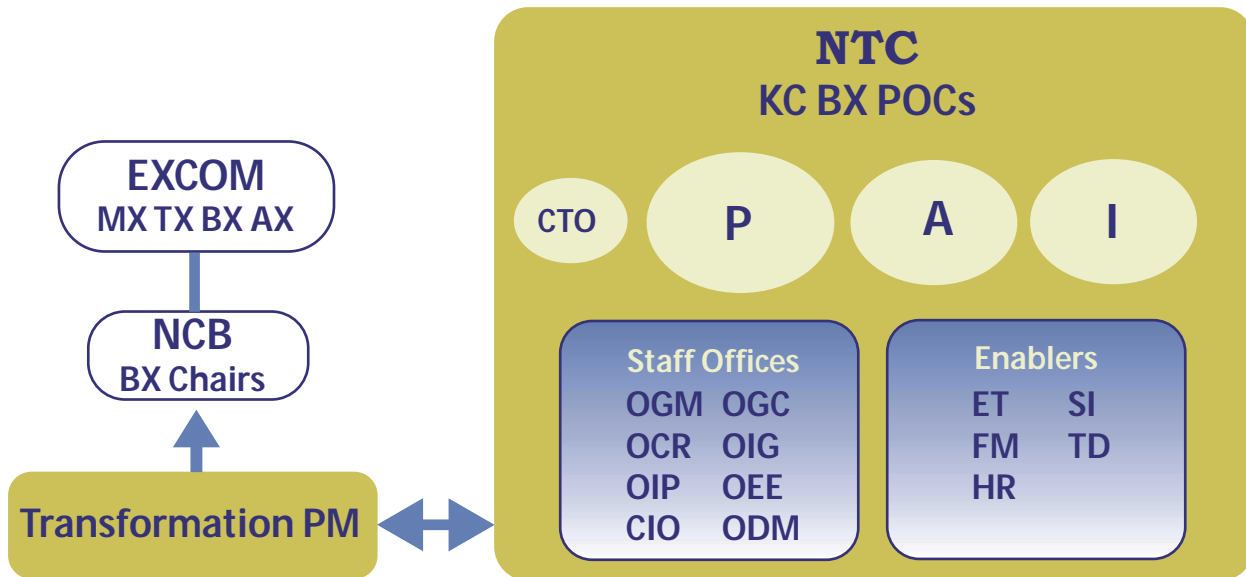 NTC
KC BX POCs
EXCOM
MX TX BX AX
CTO
P
A
I
NCB
BX Chairs
Transformation PM
Staff Offices
OGM OGC
OCR OIG
OIP OEE
CIO ODM
Enablers
ET SI
FM TD
HR